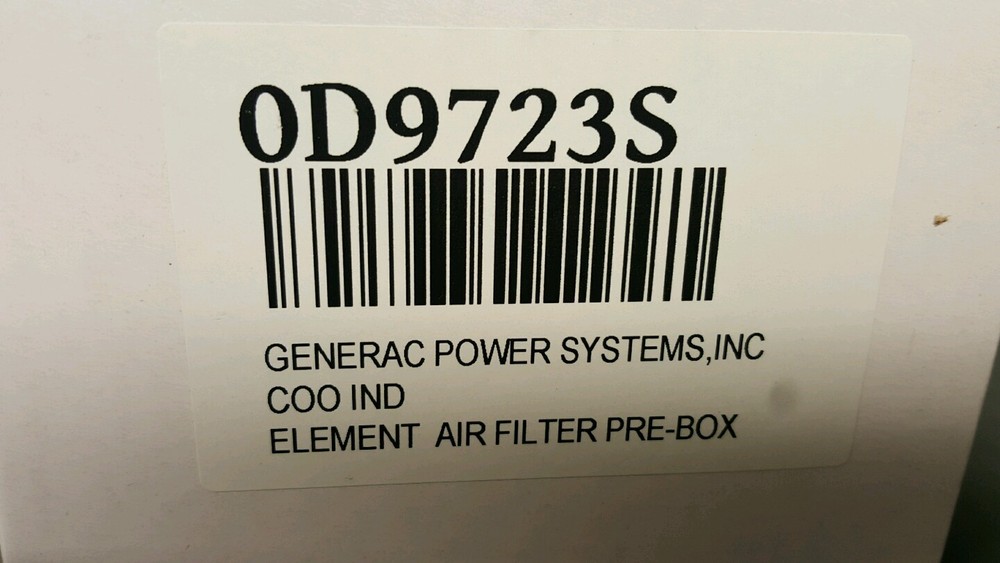 0D9723S
GENERAC POWER SYSTEMS,INC
COO IND
ELEMENT AIR FILTER PRE-BOX